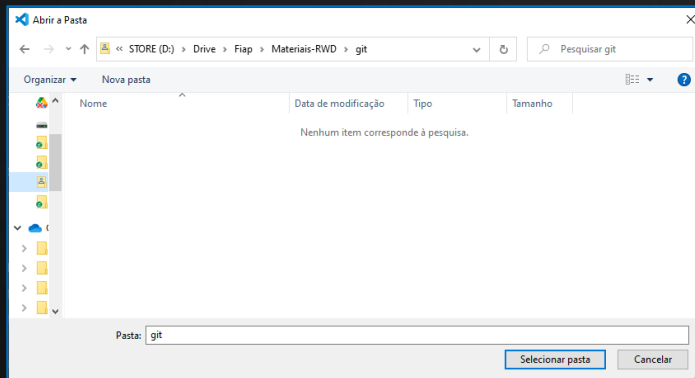 Abrir a Pasta
« STORE (D:) › Drive › Fiap › Materiais-RWD › git
Pesquisar git
Organizar
Nova pasta
Nome
Data de modificação
Tipo
Tamanho
Nenhum item corresponde à pesquisa.
Pasta:
git
Selecionar pasta
Cancelar